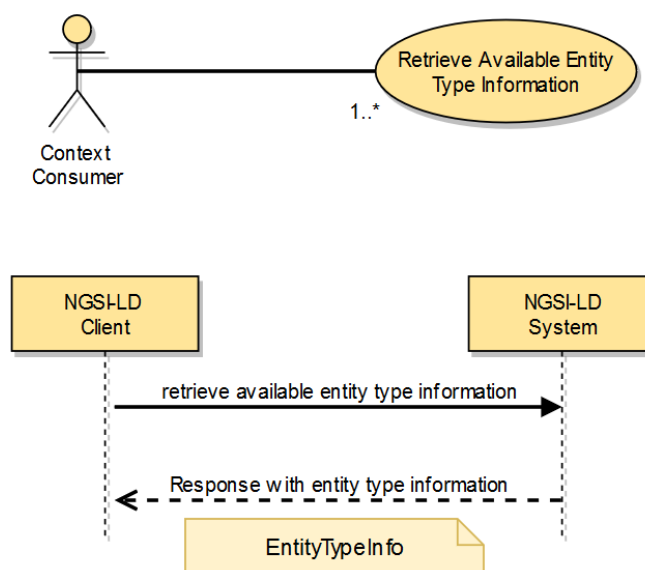 Retrieve Available Entity
Type Information
1..*
Context
Consumer
NGSI-LD
Client
NGSI-LD
System
retrieve available entity type information
Response with entity type information
EntityTypeInfo